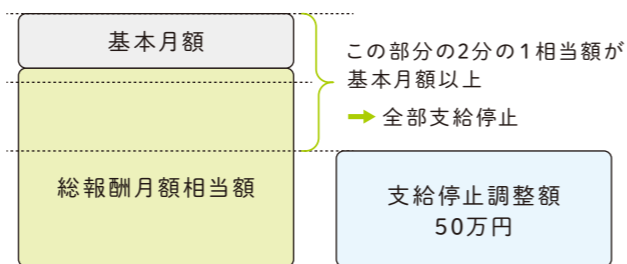 基本月額
この部分の2分の1相当額が
基本月額以上
➡ 全部支給停止
総報酬月額相当額
支給停止調整額
50万円